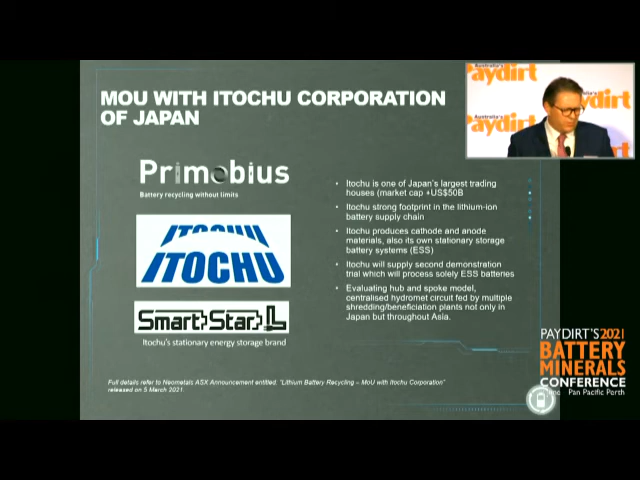 MOU WITH ITOCHU CORPORATION
OF JAPAN
Primobius
Battery recycling without limits
ITOCHU
ITOCHU
SmartStar L
Itochu's stationary energy storage brand
• Itochu is one of Japan's largest trading
houses (market cap +US$50B
• Itochu strong footprint in the lithium-ion
battery supply chain
• Itochu produces cathode and anode
materials, also its own stationary storage
battery systems (ESS)
• Itochu will supply second demonstration
trial which will process solely ESS batteries
• Evaluating hub and spoke model,
centralised hydromet circuit fed by multiple
shredding/beneficiation plants not only in
Japan but throughout Asia.
Full details refer to Neometals ASX Announcement entitled: "Lithium Battery Recycling – MoU with Itochu Corporation"
released on 5 March 2021.
Australia's
Paydirt
Australia's
Paydirt
paydirt
PAYDIRT'S 2021
BATTERY
MINERALS
CONFERENCE
Pan Pacific Perth